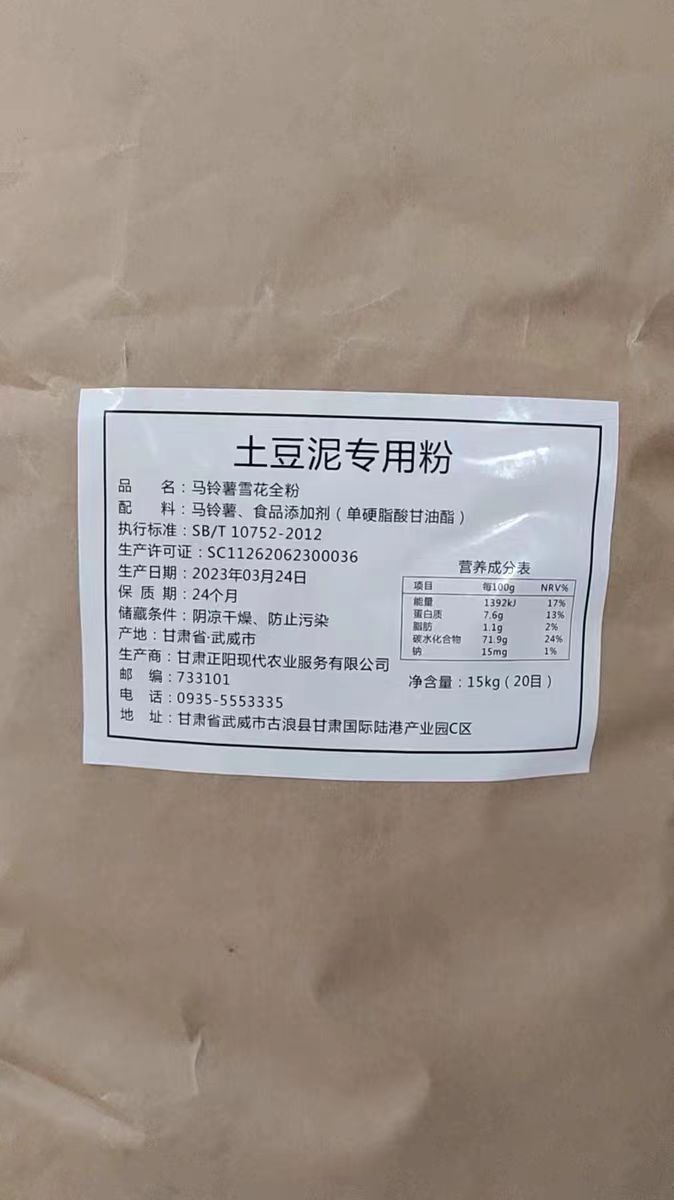 土豆泥专用粉
品 名：马铃薯雪花全粉
配 料：马铃薯、食品添加剂（单硬脂酸甘油酯）
执行标准：SB/T 10752-2012
生产许可证：SC11262062300036
生产日期：2023年03月24日
保 质 期：24个月
储藏条件：阴凉干燥、防止污染
产地：甘肃省·武威市
生产商：甘肃正阳现代农业服务有限公司
邮 编：733101
电 话：0935-5553335
地 址：甘肃省武威市古浪县甘肃国际陆港产业园C区
营养成分表
项目 每100g NRV%
能量 1392kJ 17%
蛋白质 7.6g 13%
脂肪 1.1g 2%
碳水化合物 71.9g 24%
钠 15mg 1%
净含量：15kg（20目）